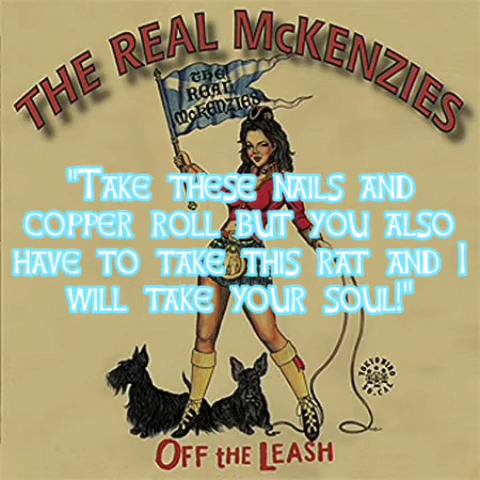 THE REAL McKENZIES
THE
REAL
McKENZIES
"Take these nails and
copper roll but you also
have to take this rat and I
will take your soul!"
Off the Leash